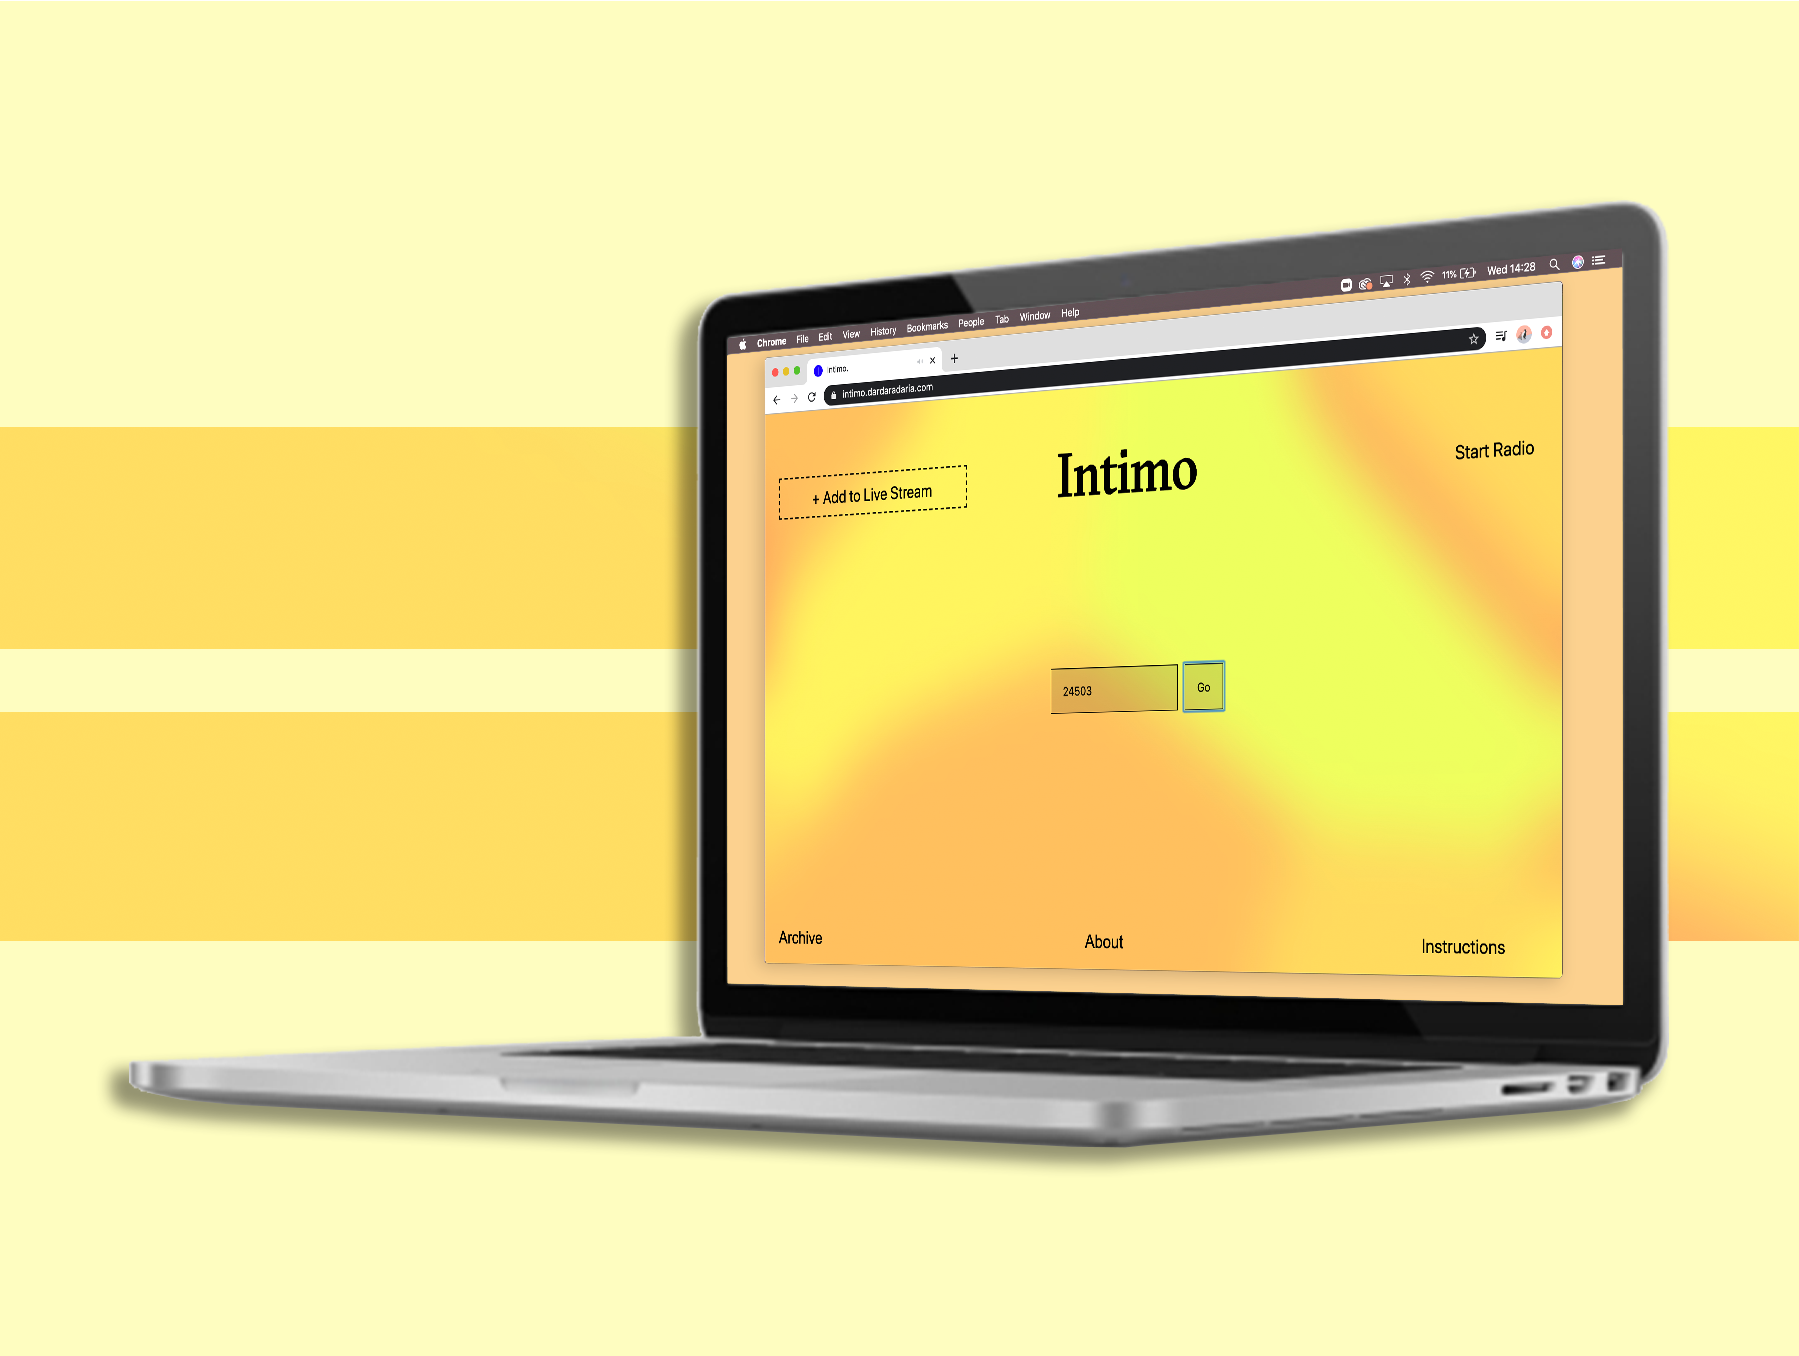 Chrome File Edit View History Bookmarks People Tab Window Help 11% Wed 14:28
Intimo.
intimo.dardaradaria.com
+ Add to Live Stream
Intimo
Start Radio
24503
Go
Archive
About
Instructions